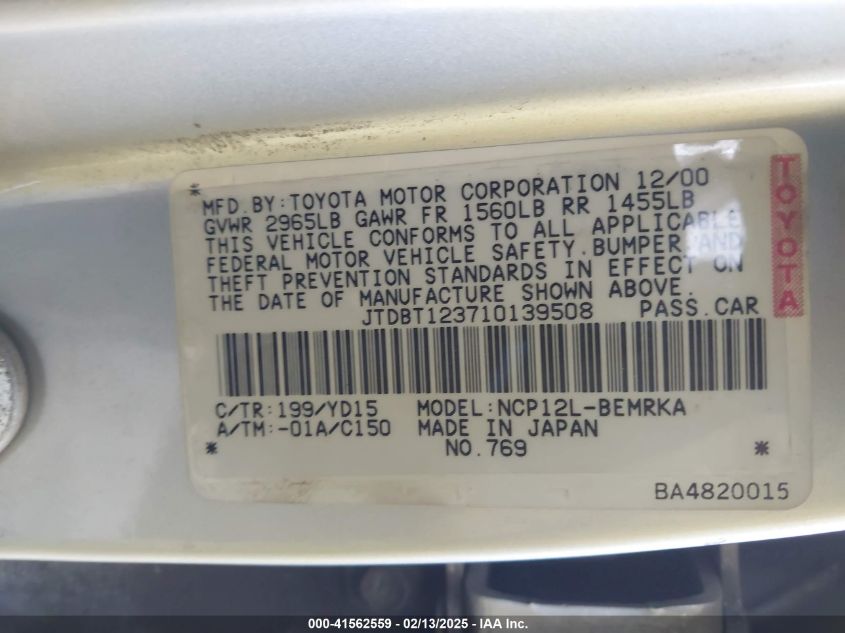 *
MFD.BY:TOYOTA MOTOR CORPORATION 12/00
GVWR 2965LB GAWR FR 1560LB RR 1455LB
THIS VEHICLE CONFORMS TO ALL APPLICABLE
FEDERAL MOTOR VEHICLE SAFETY.BUMPER AND
THEFT PREVENTION STANDARDS IN EFFECT ON
THE DATE OF MANUFACTURE SHOWN ABOVE.
JTDBT123710139508 PASS.CAR
TOYOTA
C/TR:199/YD15 MODEL:NCP12L-BEMRKA
A/TM:-01A/C150 MADE IN JAPAN
* NO.769 *
BA4820015
000-41562559 - 02/13/2025 - IAA Inc.